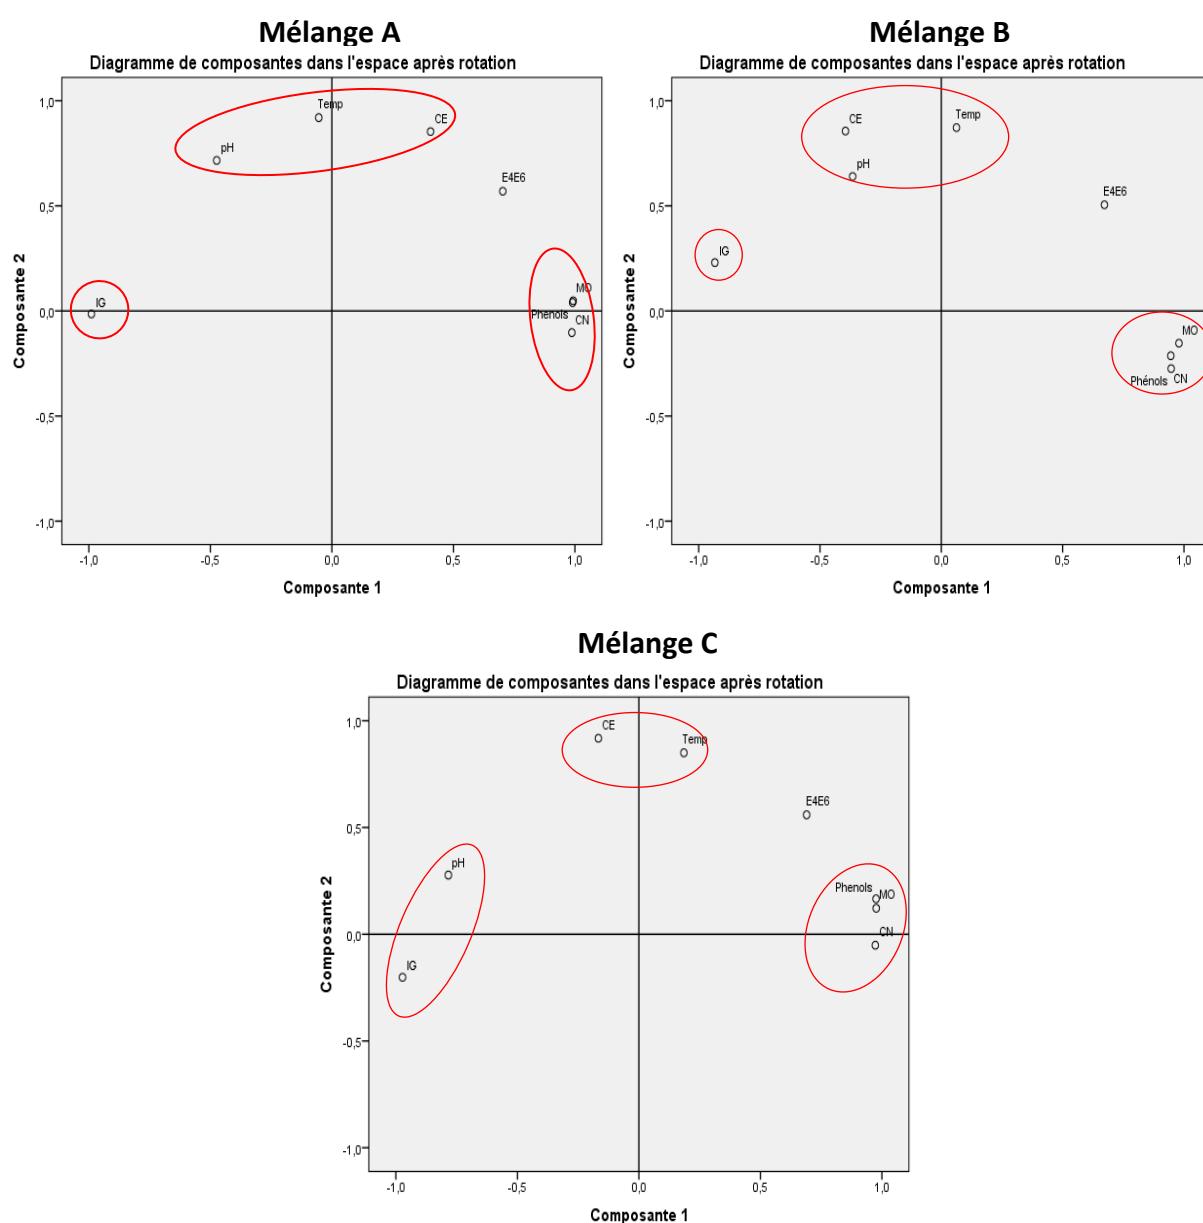 Mélange A
Diagramme de composantes dans l'espace après rotation
1,0
0,5
0,0
-0,5
-1,0
Composante 2
Temp
CE
pH
E4E6
IG
MO
Phenols
CN
-1,0 -0,5 0,0 0,5 1,0
Composante 1
Mélange B
Diagramme de composantes dans l'espace après rotation
1,0
0,5
0,0
-0,5
-1,0
Composante 2
CE
Temp
pH
E4E6
IG
MO
Phénols
CN
-1,0 -0,5 0,0 0,5 1,0
Composante 1
Mélange C
Diagramme de composantes dans l'espace après rotation
1,0
0,5
0,0
-0,5
-1,0
Composante 2
CE
Temp
E4E6
pH
Phenols
MO
CN
IG
-1,0 -0,5 0,0 0,5 1,0
Composante 1